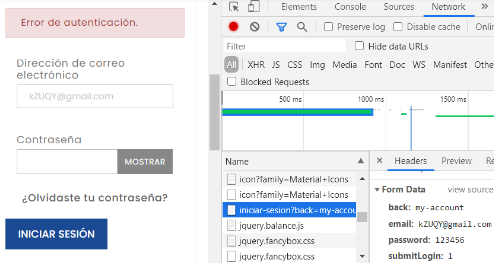 Error de autenticación.
Dirección de correo
electrónico
kZUQY@gmail.com
Contraseña
MOSTRAR
¿Olvidaste tu contraseña?
INICIAR SESIÓN
Elements Console Sources Network
Preserve log Disable cache
Filter Hide data URLs
All XHR JS CSS Img Media Font Doc WS Manifest Other
Blocked Requests
500 ms 1000 ms 1500 ms
Name
icon?family=Material+Icons
icon?family=Material+Icons
iniciar-sesion?back=my-accou
jquery.balance.js
jquery.fancybox.css
jquery.fancybox.css
× Headers Preview Response
▼ Form Data view source
back: my-account
email: kZUQY@gmail.com
password: 123456
submitLogin: 1